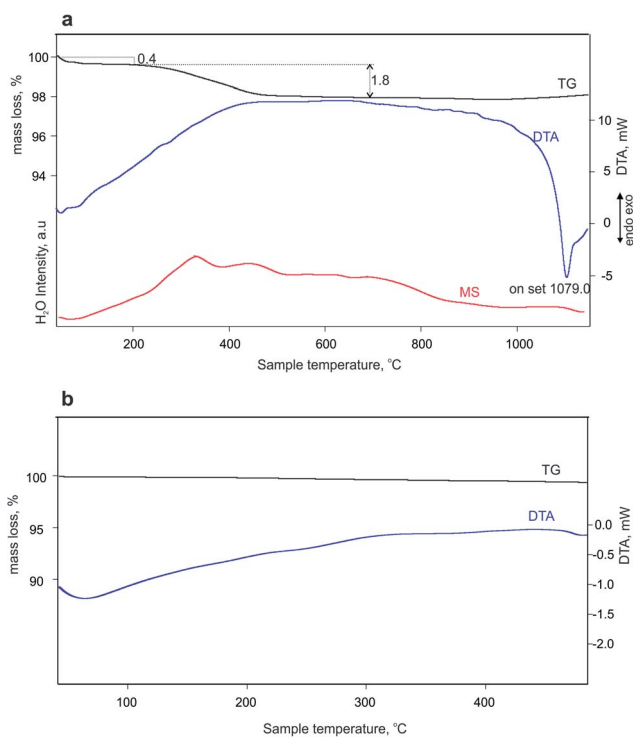 a
100
98
96
94
mass loss, %
H₂O Intensity, a.u
0.4
1.8
TG
DTA
MS
on set 1079.0
10
5
0
-5
DTA, mW
endo exo
200
400
600
800
1000
Sample temperature, °C
b
100
95
90
mass loss, %
TG
DTA
0.0
-0.5
-1.0
-1.5
-2.0
DTA, mW
100
200
300
400
Sample temperature, °C